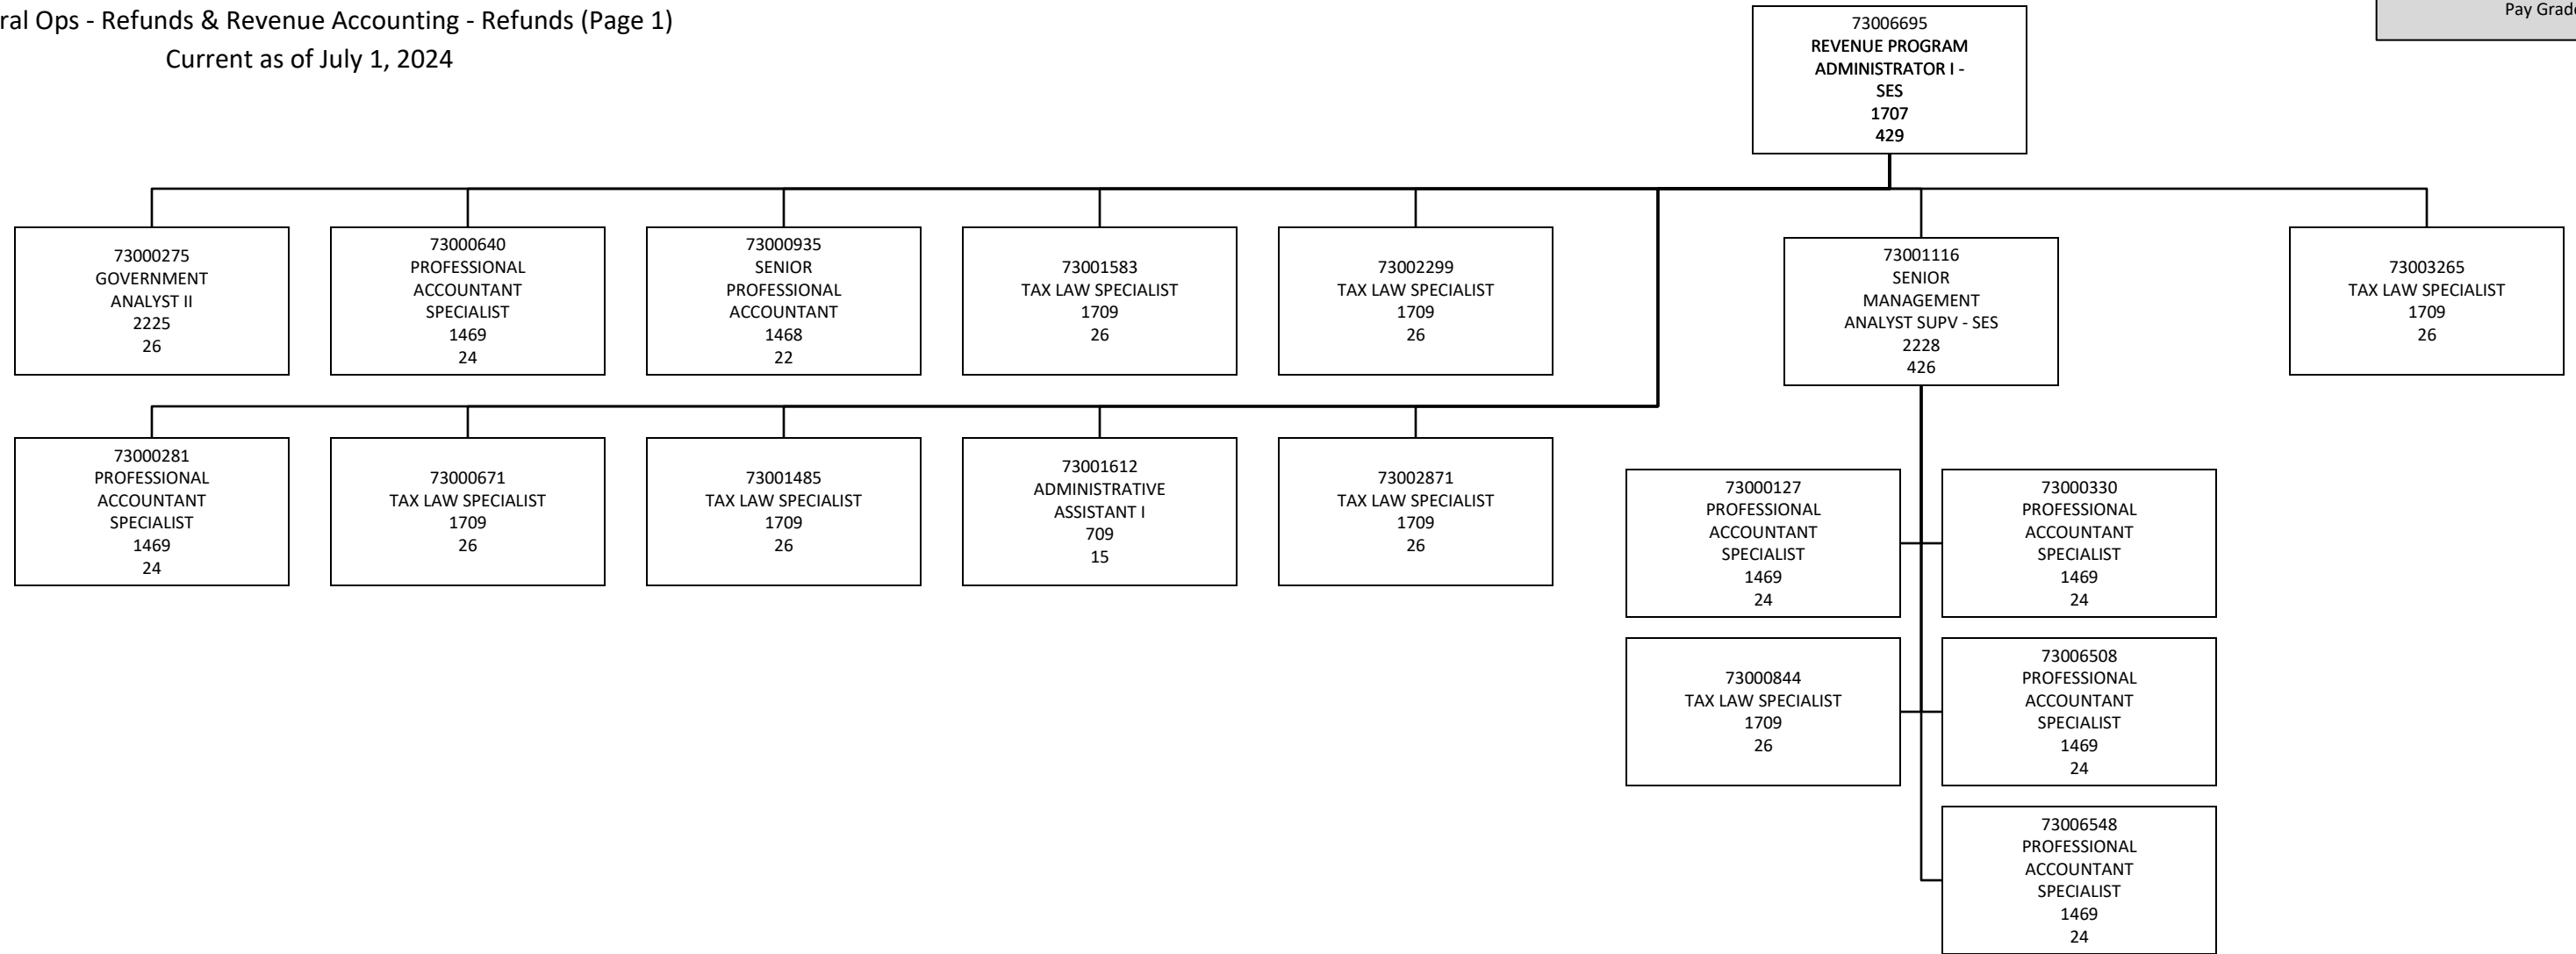 ral Ops - Refunds & Revenue Accounting - Refunds (Page 1)
Current as of July 1, 2024
Pay Grade
73006695
REVENUE PROGRAM
ADMINISTRATOR I -
SES
1707
429
73000275
GOVERNMENT
ANALYST II
2225
26
73000640
PROFESSIONAL
ACCOUNTANT
SPECIALIST
1469
24
73000935
SENIOR
PROFESSIONAL
ACCOUNTANT
1468
22
73001583
TAX LAW SPECIALIST
1709
26
73002299
TAX LAW SPECIALIST
1709
26
73001116
SENIOR
MANAGEMENT
ANALYST SUPV - SES
2228
426
73003265
TAX LAW SPECIALIST
1709
26
73000281
PROFESSIONAL
ACCOUNTANT
SPECIALIST
1469
24
73000671
TAX LAW SPECIALIST
1709
26
73001485
TAX LAW SPECIALIST
1709
26
73001612
ADMINISTRATIVE
ASSISTANT I
709
15
73002871
TAX LAW SPECIALIST
1709
26
73000127
PROFESSIONAL
ACCOUNTANT
SPECIALIST
1469
24
73000330
PROFESSIONAL
ACCOUNTANT
SPECIALIST
1469
24
73000844
TAX LAW SPECIALIST
1709
26
73006508
PROFESSIONAL
ACCOUNTANT
SPECIALIST
1469
24
73006548
PROFESSIONAL
ACCOUNTANT
SPECIALIST
1469
24